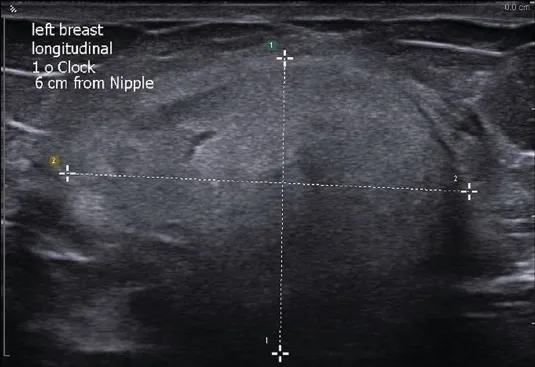 0.0 cm
left breast
longitudinal
1 o Clock
6 cm from Nipple
1
2
2
1